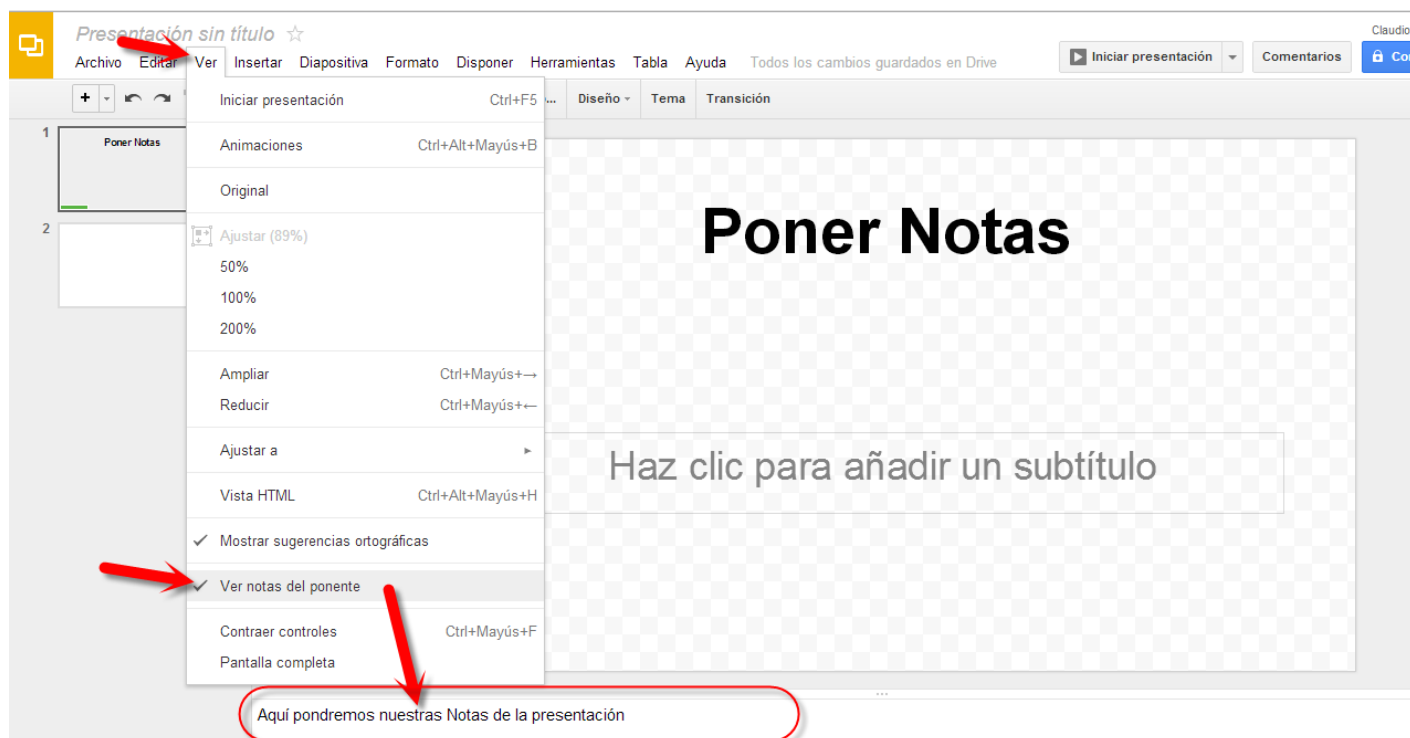 Presentación sin título
Claudio
Archivo Editar Ver Insertar Diapositiva Formato Disponer Herramientas Tabla Ayuda Todos los cambios guardados en Drive
Iniciar presentación
Comentarios
Co
+
Iniciar presentación Ctrl+F5
... Diseño Tema Transición
1
Poner Notas
Animaciones Ctrl+Alt+Mayús+B
Original
2
Ajustar (89%)
50%
100%
200%
Ampliar Ctrl+Mayús+→
Reducir Ctrl+Mayús+←
Ajustar a
Vista HTML Ctrl+Alt+Mayús+H
Mostrar sugerencias ortográficas
Ver notas del ponente
Contraer controles Ctrl+Mayús+F
Pantalla completa
Poner Notas
Haz clic para añadir un subtítulo
Aquí pondremos nuestras Notas de la presentación